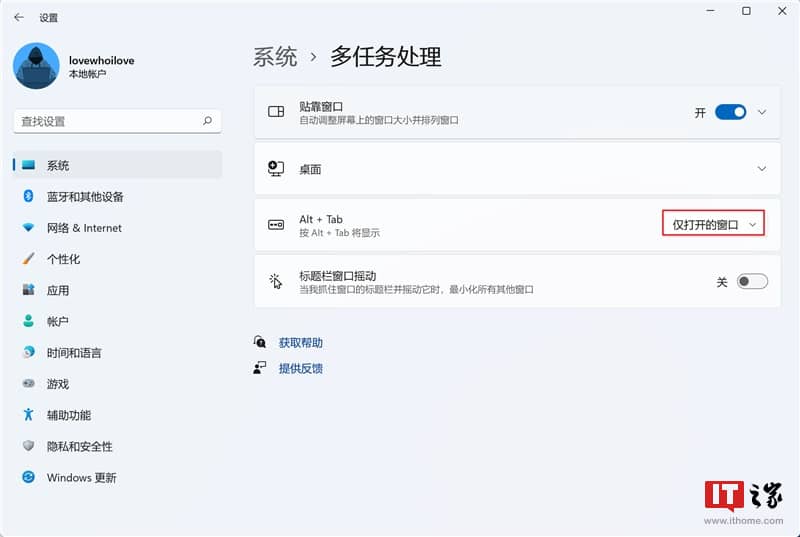 设置
lovewhoilove
本地帐户
查找设置
系统
蓝牙和其他设备
网络 & Internet
个性化
应用
帐户
时间和语言
游戏
辅助功能
隐私和安全性
Windows 更新
系统 › 多任务处理
贴靠窗口
自动调整屏幕上的窗口大小并排列窗口
开
桌面
Alt + Tab
按 Alt + Tab 将显示
仅打开的窗口
标题栏窗口摇动
当我抓住窗口的标题栏并摇动它时，最小化所有其他窗口
关
获取帮助
提供反馈
IT之家
www.ithome.com